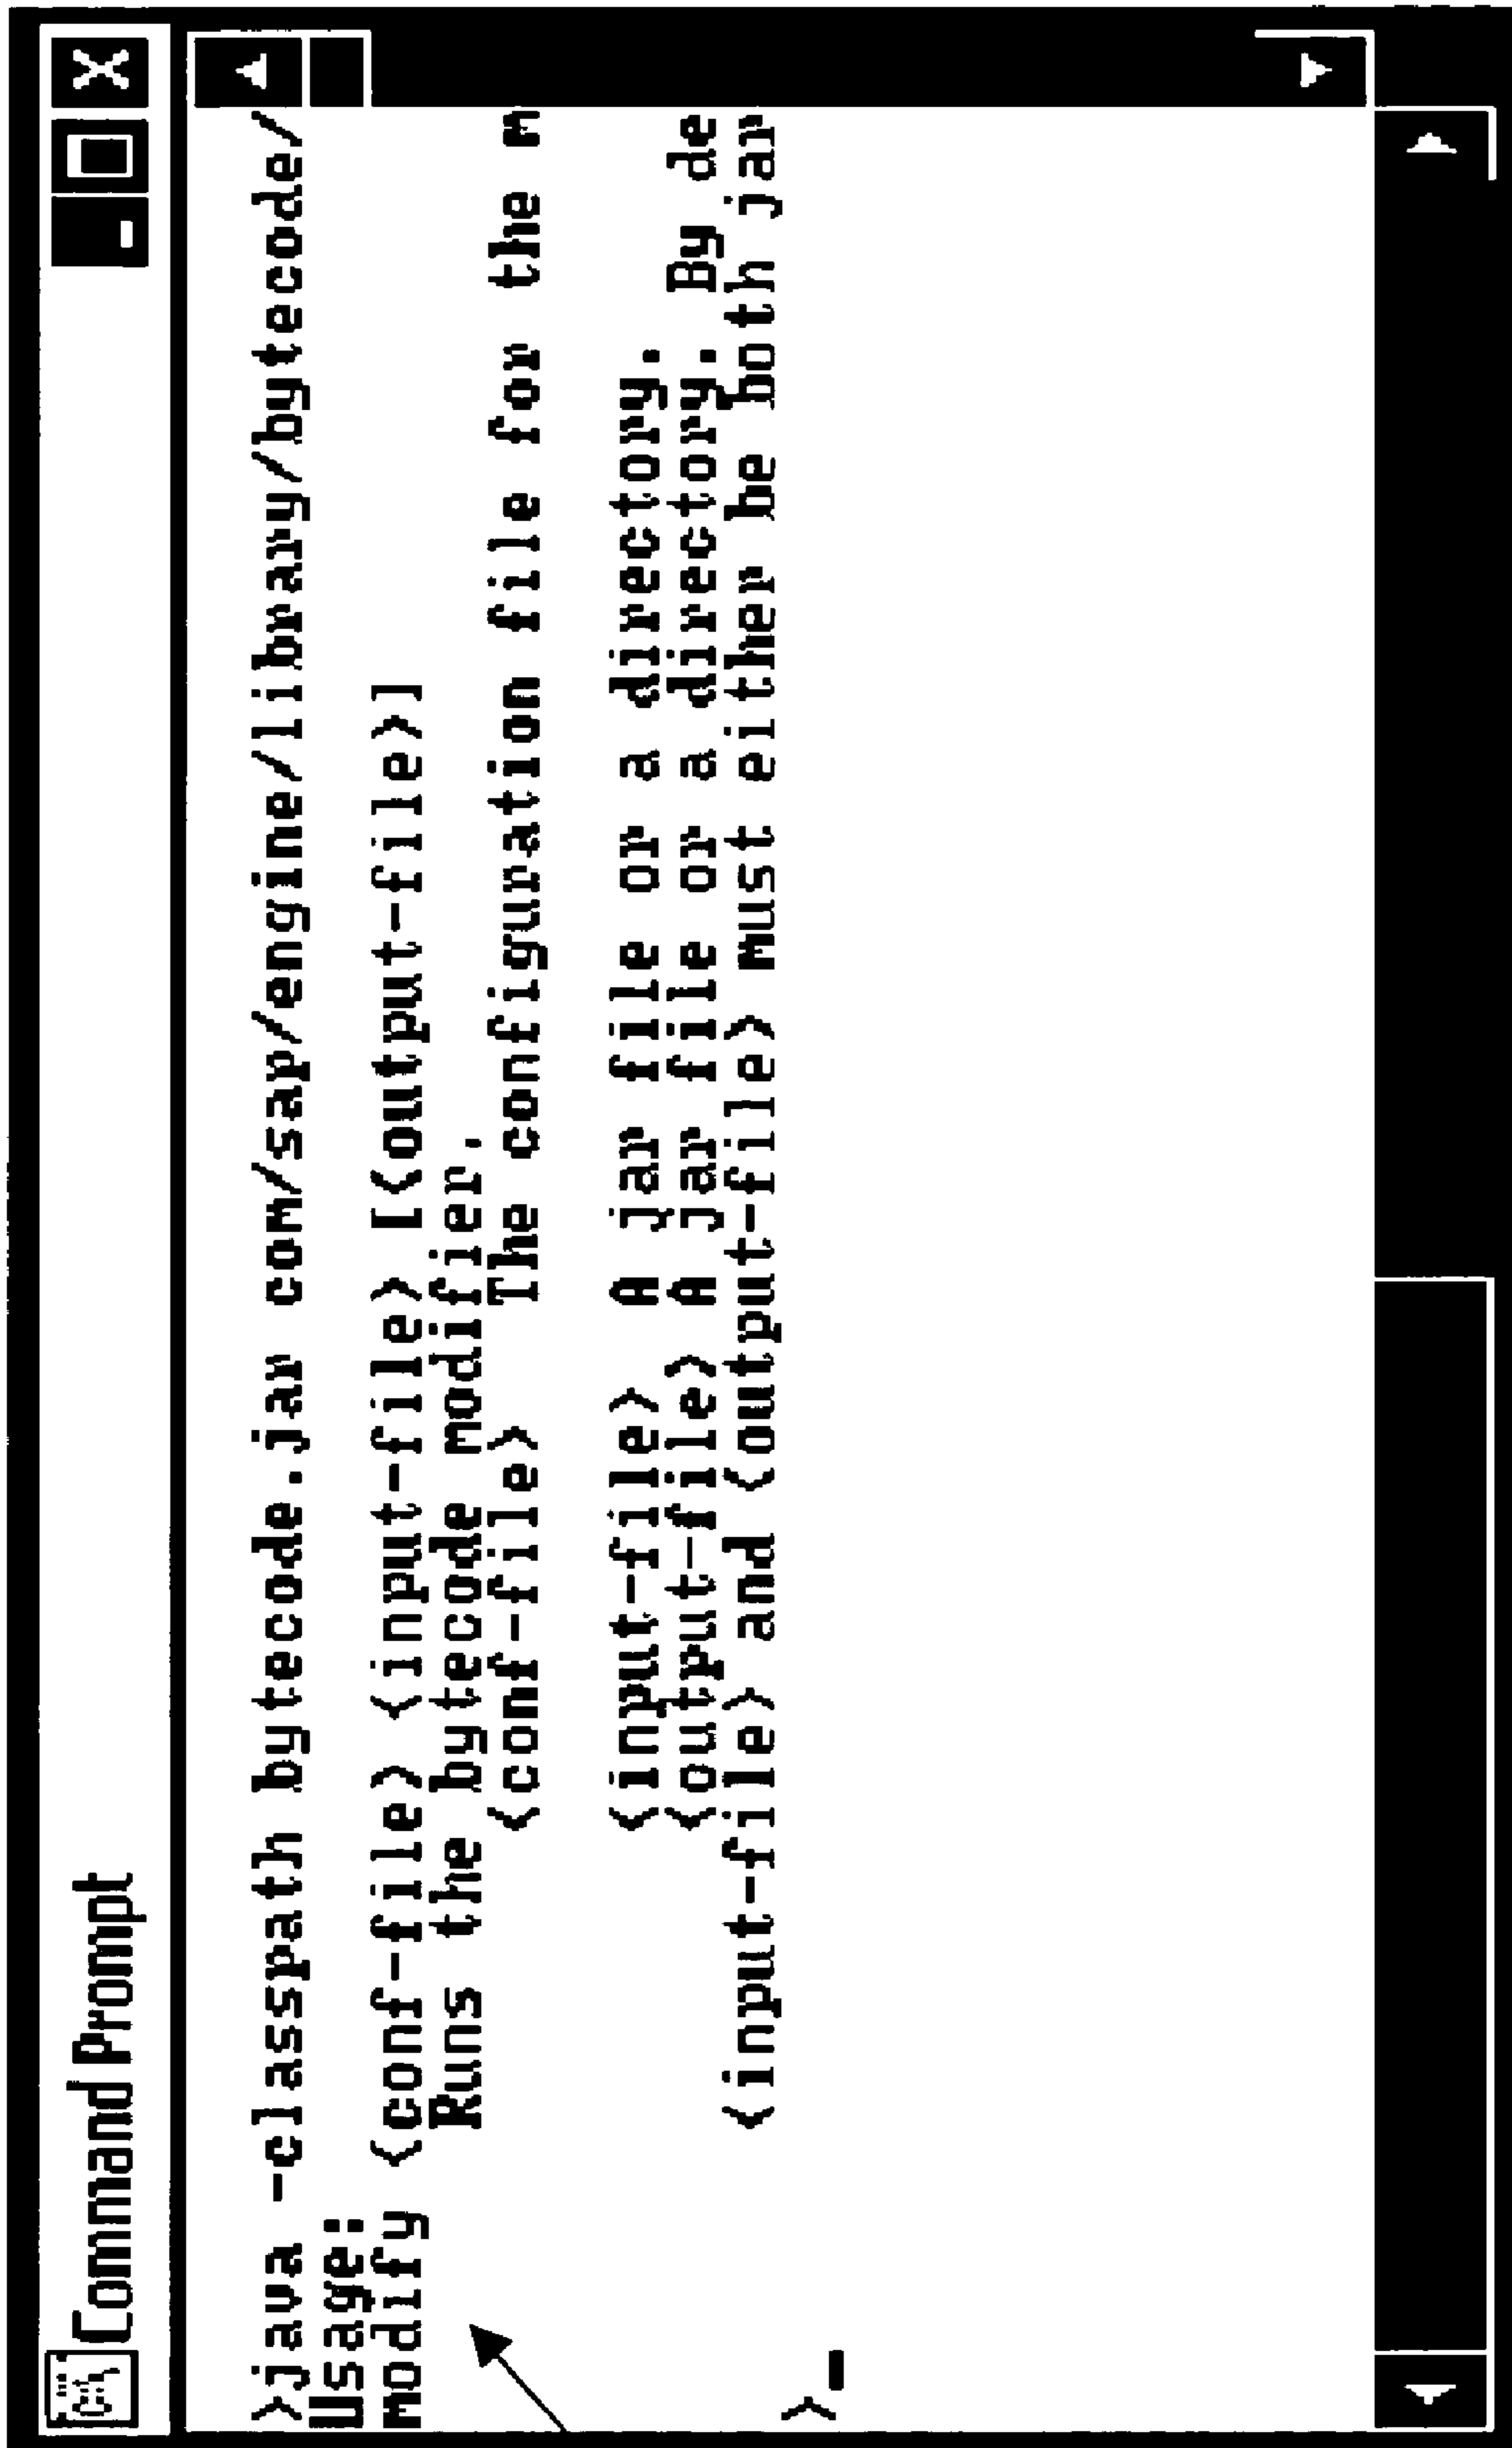 Command Prompt
>java -classpath bytecode.jar com/sap/engine/library/bytecoder/
Usage:
modify <conf-file> <input-file> [<output-file>]
Runs the bytecode modifier.
<conf-file> The configuration file for the m
<input-file> A jar file or a directory.
<output-file> A jar file or a directory. By de
<input-file> and <output-file> must either be both jar
>_